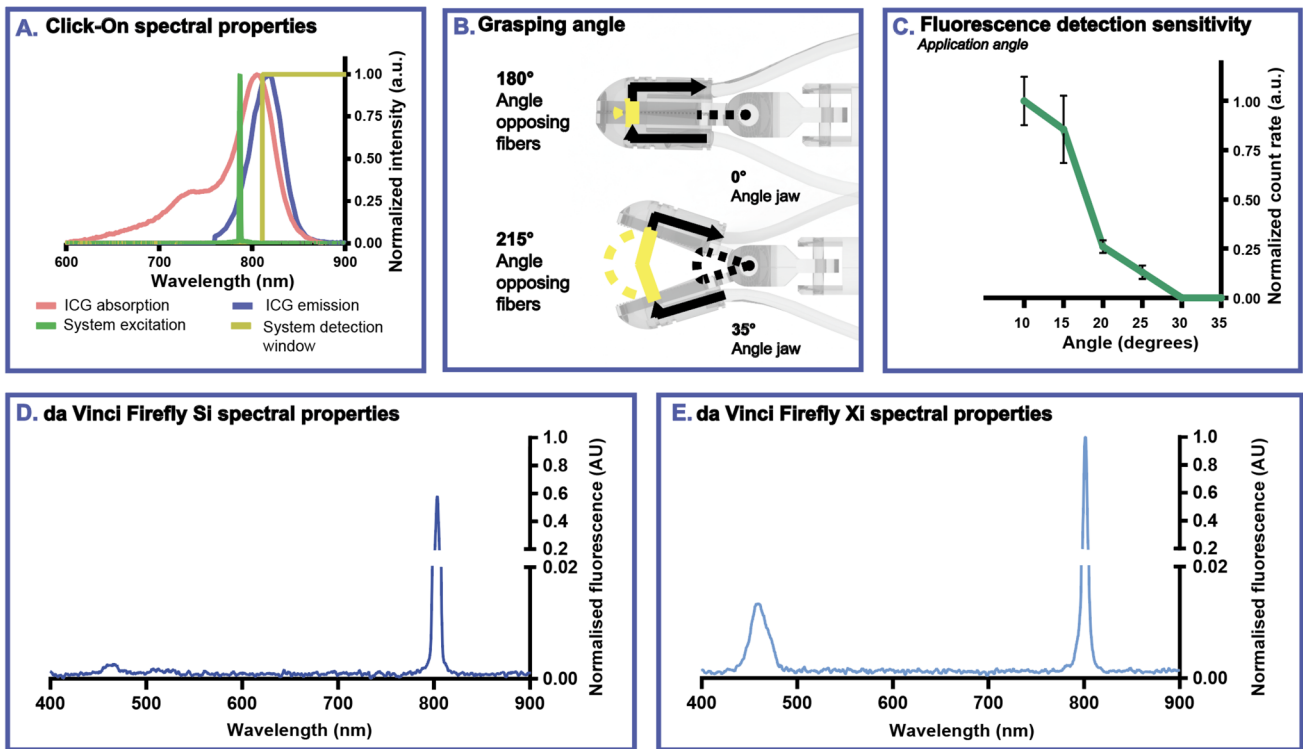 A. Click-On spectral properties
1.00
0.75
0.50
0.25
0.00
Normalized intensity (a.u.)
600 700 800 900
Wavelength (nm)
ICG absorption
ICG emission
System excitation
System detection
window
B. Grasping angle
180°
Angle
opposing
fibers
0°
Angle jaw
215°
Angle
opposing
fibers
35°
Angle jaw
C. Fluorescence detection sensitivity
Application angle
1.00
0.75
0.50
0.25
0.00
Normalized count rate (a.u.)
10 15 20 25 30 35
Angle (degrees)
D. da Vinci Firefly Si spectral properties
1.0
0.8
0.6
0.4
0.2
0.02
0.00
Normalised fluorescence (AU)
400 500 600 700 800 900
Wavelength (nm)
E. da Vinci Firefly Xi spectral properties
1.0
0.8
0.6
0.4
0.2
0.02
0.00
Normalised fluorescence (AU)
400 500 600 700 800 900
Wavelength (nm)